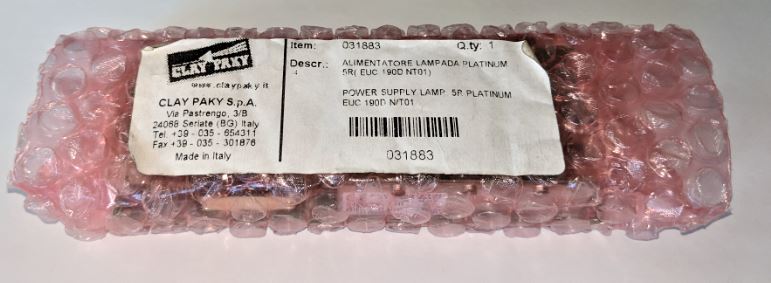 CLAY PAKY
www.claypaky.it
CLAY PAKY S.p.A.
Via Pastrengo, 3/B
24068 Seriate (BG) Italy
Tel. +39 - 035 - 654311
Fax +39 - 035 - 301876
Made in Italy
Item: 031883 Q.ty: 1
Descr.: ALIMENTATORE LAMPADA PLATINUM
5R( EUC 190D NT01)
POWER SUPPLY LAMP. 5R PLATINUM
EUC 190D N/T01
031883